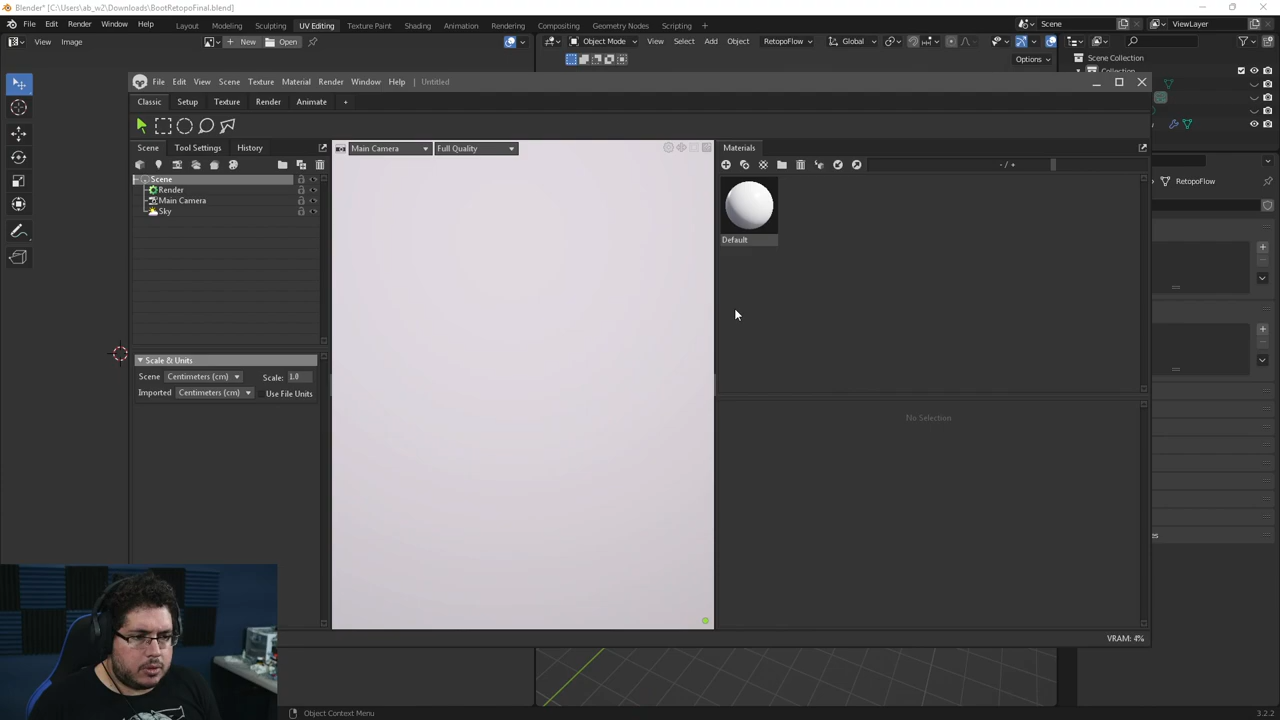 Blender* [C:\Users\ab_w2\Downloads\BootRetopoFinal.blend]
File Edit Render Window Help Layout Modeling Sculpting UV Editing Texture Paint Shading Animation Rendering Compositing Geometry Nodes Scripting + Scene ViewLayer
View Image New Open Object Mode View Select Add Object RetopoFlow Global
Options Scene Collection
Collection
File Edit View Scene Texture Material Render Window Help | Untitled
Classic Setup Texture Render Animate +
Scene Tool Settings History Main Camera Full Quality Materials
- / +
Scene
Render
Main Camera
Sky
RetopoFlow
Default
Scale & Units
Scene Centimeters (cm) Scale: 1.0
Imported Centimeters (cm) Use File Units
No Selection
VRAM: 4%
Object Context Menu 3.2.2